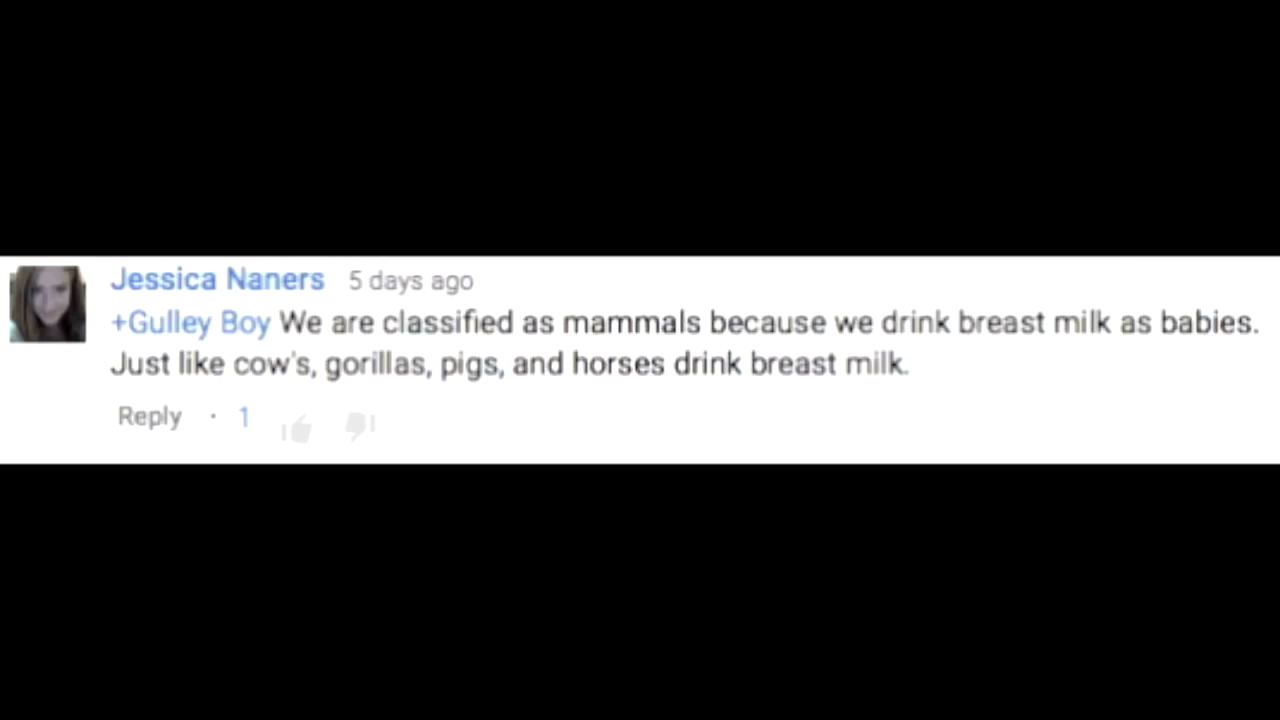 Jessica Naners 5 days ago
+Gulley Boy We are classified as mammals because we drink breast milk as babies.
Just like cow's, gorillas, pigs, and horses drink breast milk.
Reply · 1